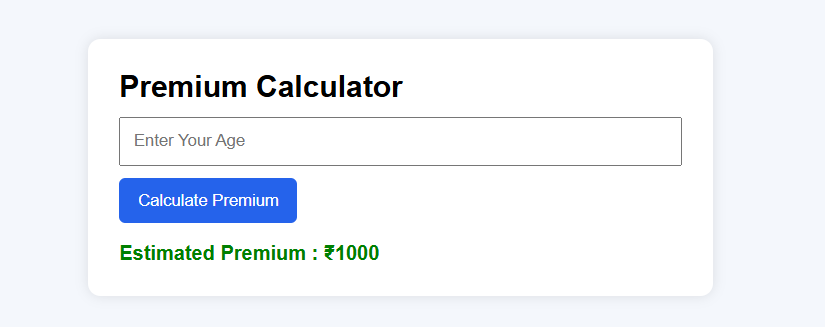 Premium Calculator
Enter Your Age
Calculate Premium
Estimated Premium : ₹1000